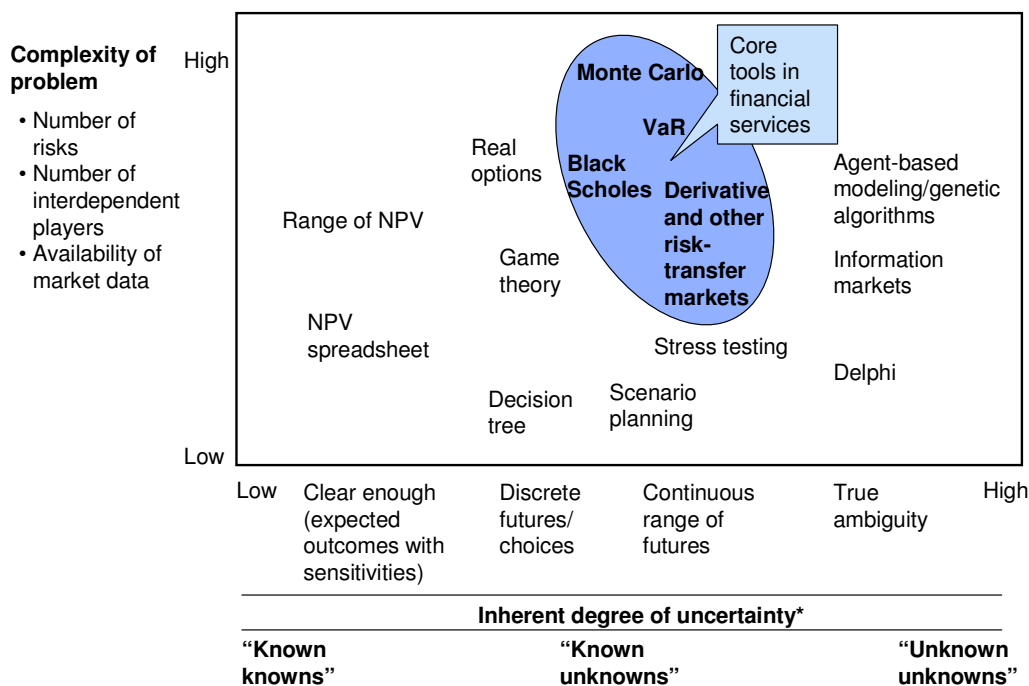 Complexity of
problem
• Number of
risks
• Number of
interdependent
players
• Availability of
market data
High
Low
Monte Carlo
VaR
Black
Scholes
Derivative
and other
risk-
transfer
markets
Core
tools in
financial
services
Real
options
Range of NPV
Game
theory
NPV
spreadsheet
Decision
tree
Scenario
planning
Stress testing
Agent-based
modeling/genetic
algorithms
Information
markets
Delphi
Low
Clear enough
(expected
outcomes with
sensitivities)
Discrete
futures/
choices
Continuous
range of
futures
True
ambiguity
High
Inherent degree of uncertainty*
“Known
knowns”
“Known
unknowns”
“Unknown
unknowns”